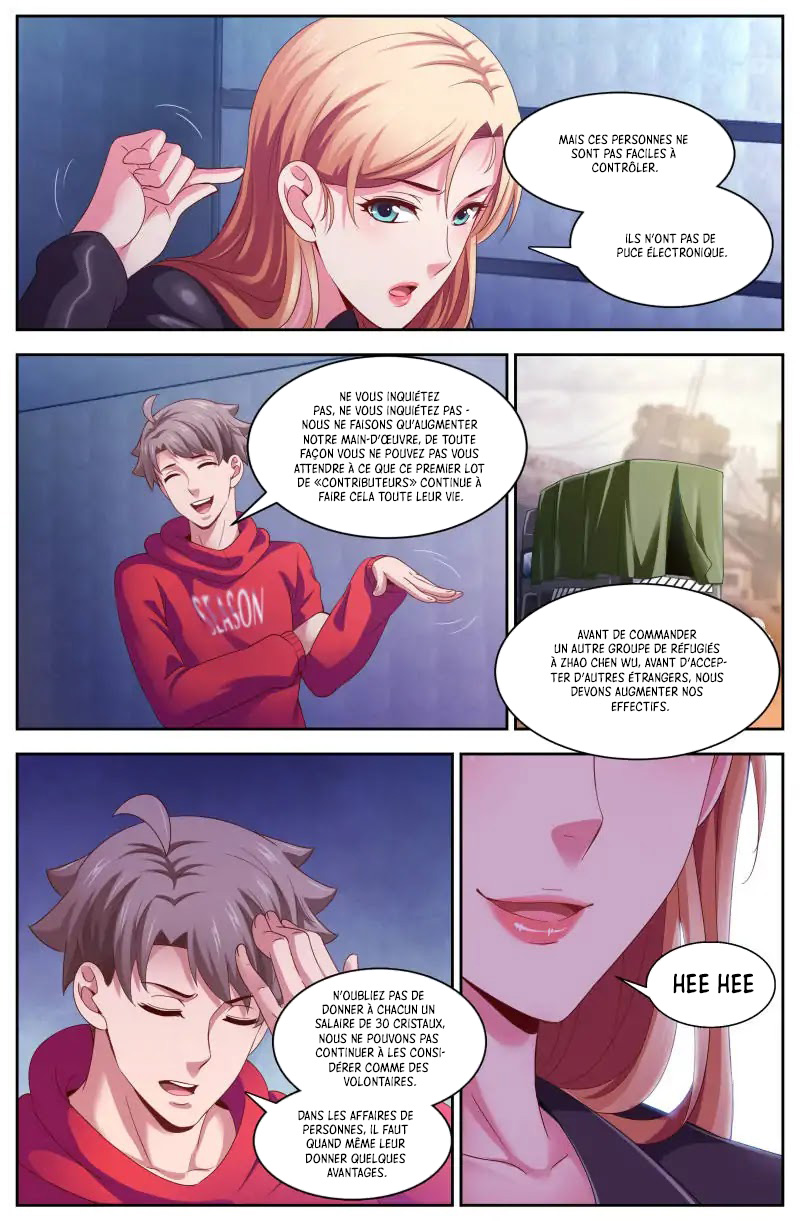 MAIS CES PERSONNES NE
SONT PAS FACILES À
CONTRÔLER.
ILS N'ONT PAS DE
PUCE ÉLECTRONIQUE.
NE VOUS INQUIÉTEZ
PAS, NE VOUS INQUIÉTEZ PAS -
NOUS NE FAISONS QU'AUGMENTER
NOTRE MAIN-D'ŒUVRE, DE TOUTE
FAÇON VOUS NE POUVEZ PAS VOUS
ATTENDRE À CE QUE CE PREMIER LOT
DE «CONTRIBUTEURS» CONTINUE À
FAIRE CELA TOUTE LEUR VIE.
SEASON
AVANT DE COMMANDER
UN AUTRE GROUPE DE RÉFUGIÉS
À ZHAO CHEN WU, AVANT D'ACCEP-
TER D'AUTRES ÉTRANGERS, NOUS
DEVONS AUGMENTER NOS
EFFECTIFS.
N'OUBLIEZ PAS DE
DONNER À CHACUN UN
SALAIRE DE 30 CRISTAUX,
NOUS NE POUVONS PAS
CONTINUER À LES CONSI-
DÉRER COMME DES
VOLONTAIRES.
DANS LES AFFAIRES DE
PERSONNES, IL FAUT
QUAND MÊME LEUR
DONNER QUELQUES
AVANTAGES.
HEE HEE